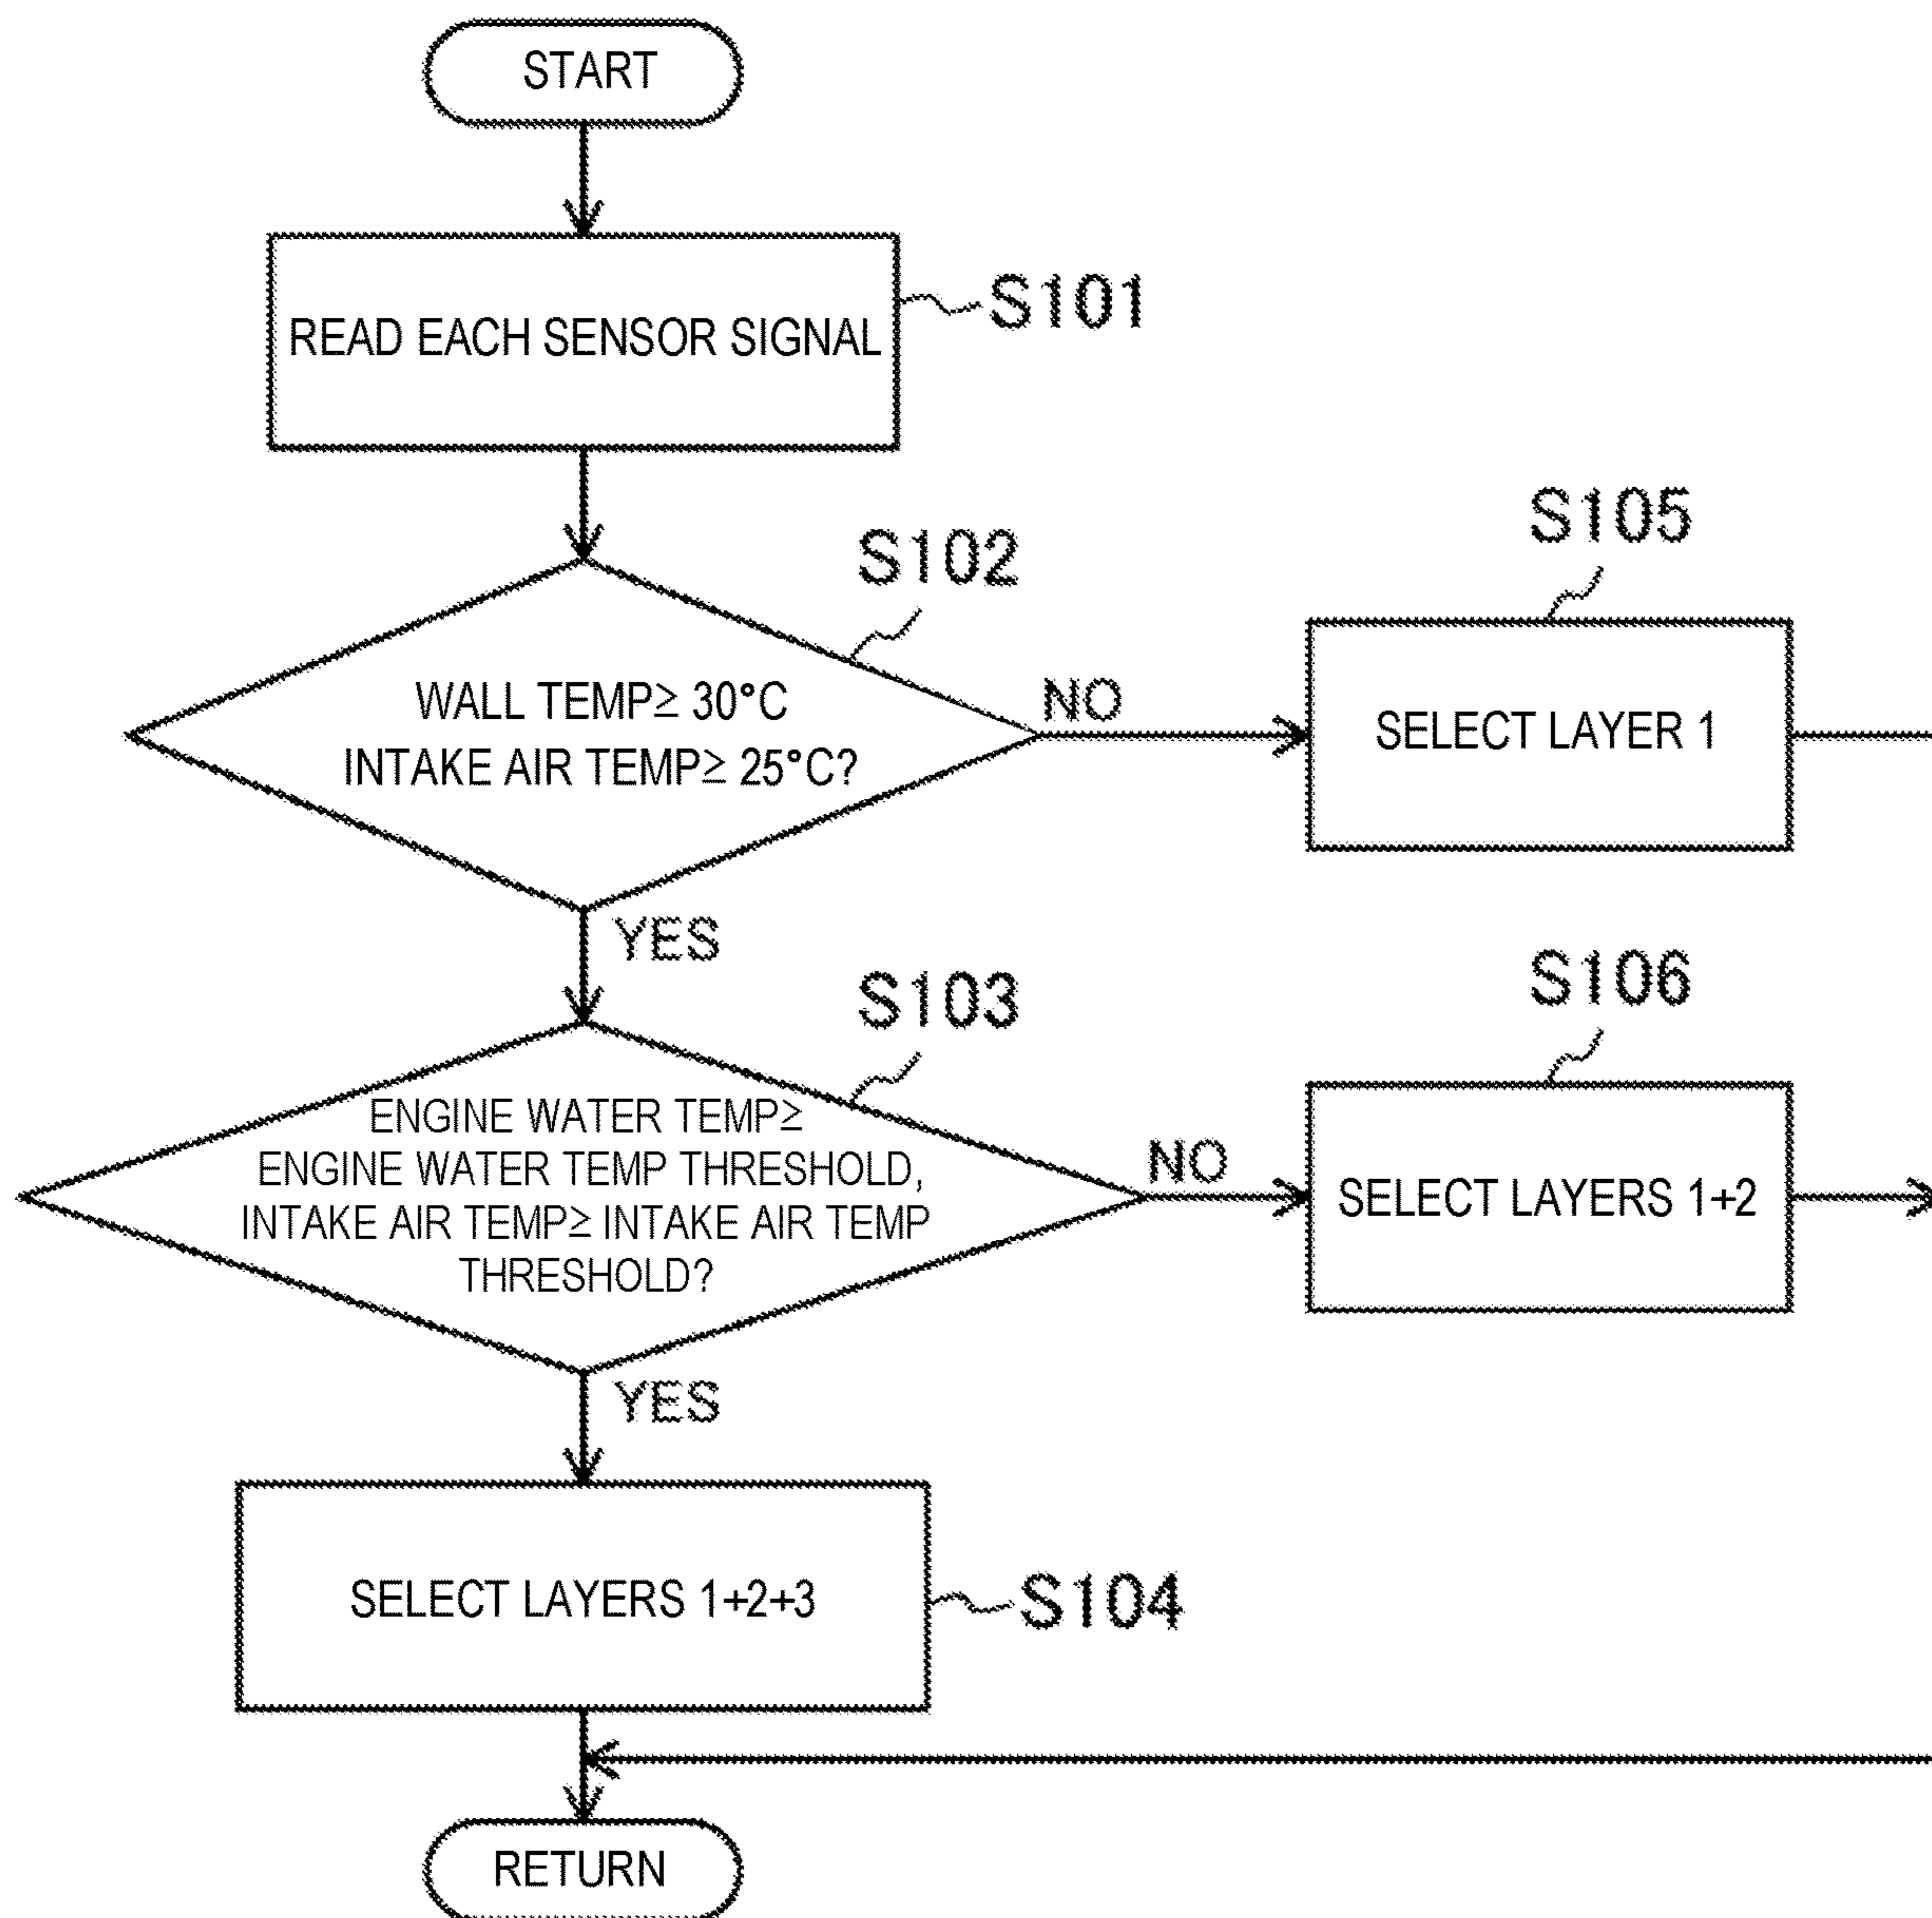 START
READ EACH SENSOR SIGNAL
S101
S102
WALL TEMP≥ 30°C
INTAKE AIR TEMP≥ 25°C?
NO
S105
SELECT LAYER 1
YES
S103
ENGINE WATER TEMP≥
ENGINE WATER TEMP THRESHOLD,
INTAKE AIR TEMP≥ INTAKE AIR TEMP
THRESHOLD?
NO
S106
SELECT LAYERS 1+2
YES
SELECT LAYERS 1+2+3
S104
RETURN